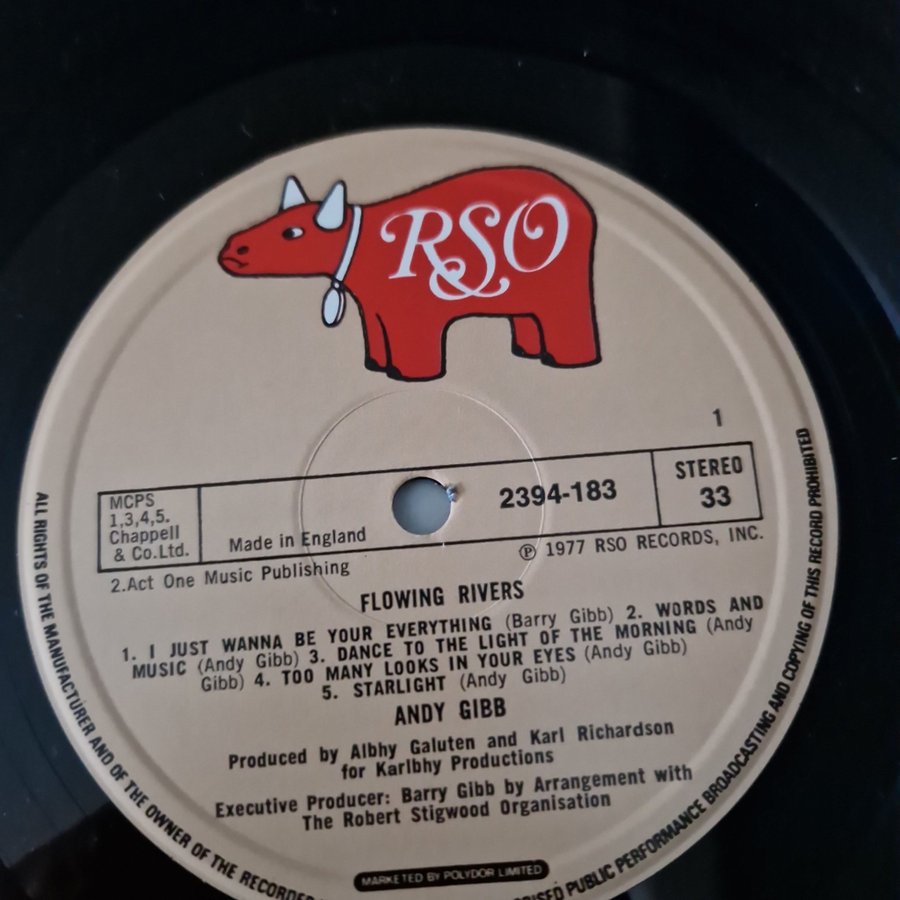 RSO
1
MCPS
1,3,4,5.
Chappell
& Co.Ltd.
Made in England
2394-183
STEREO
33
2.Act One Music Publishing
℗ 1977 RSO RECORDS, INC.
FLOWING RIVERS
1. I JUST WANNA BE YOUR EVERYTHING (Barry Gibb) 2. WORDS AND
MUSIC (Andy Gibb) 3. DANCE TO THE LIGHT OF THE MORNING (Andy
Gibb) 4. TOO MANY LOOKS IN YOUR EYES (Andy Gibb)
5. STARLIGHT (Andy Gibb)
ANDY GIBB
Produced by Albhy Galuten and Karl Richardson
for Karlbhy Productions
Executive Producer: Barry Gibb by Arrangement with
The Robert Stigwood Organisation
MARKETED BY POLYDOR LIMITED
ALL RIGHTS OF THE MANUFACTURER AND OF THE OWNER OF THE RECORDED
PUBLIC PERFORMANCE BROADCASTING AND COPYING OF THIS RECORD PROHIBITED